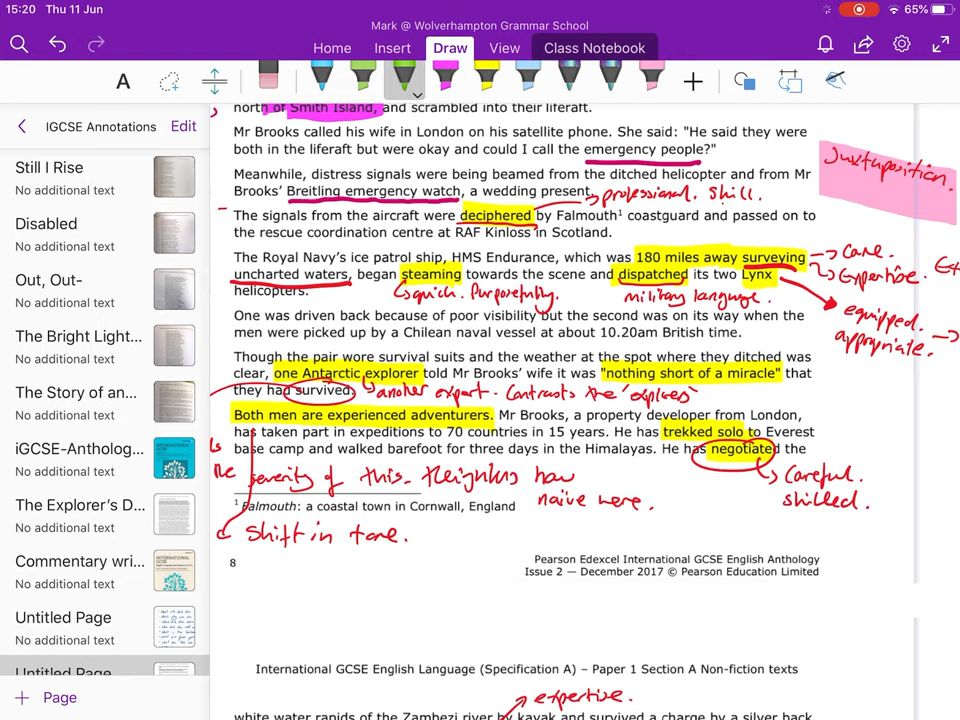 15:20 Thu 11 Jun
65%
Mark @ Wolverhampton Grammar School
Home Insert Draw View Class Notebook
A
IGCSE Annotations Edit
Still I Rise
No additional text
Disabled
No additional text
Out, Out-
No additional text
The Bright Light...
No additional text
The Story of an...
No additional text
iGCSE-Antholog...
No additional text
The Explorer's D...
No additional text
Commentary wri...
No additional text
Untitled Page
No additional text
Untitled Page
+ Page
north of Smith Island, and scrambled into their liferaft.
Mr Brooks called his wife in London on his satellite phone. She said: "He said they were
both in the liferaft but were okay and could I call the emergency people?"
Juxtaposition.
Meanwhile, distress signals were being beamed from the ditched helicopter and from Mr
Brooks' Breitling emergency watch, a wedding present.
professional. Skill.
The signals from the aircraft were deciphered by Falmouth1 coastguard and passed on to
the rescue coordination centre at RAF Kinloss in Scotland.
The Royal Navy's ice patrol ship, HMS Endurance, which was 180 miles away surveying
Care.
uncharted waters, began steaming towards the scene and dispatched its two Lynx
Expertise.
helicopters.
quick. Purposefully.
military language.
equipped.
appropriate.
One was driven back because of poor visibility but the second was on its way when the
men were picked up by a Chilean naval vessel at about 10.20am British time.
Though the pair wore survival suits and the weather at the spot where they ditched was
clear, one Antarctic explorer told Mr Brooks' wife it was "nothing short of a miracle" that
they had survived.
another expert. Contrasts the 'explorers'
Both men are experienced adventurers. Mr Brooks, a property developer from London,
has taken part in expeditions to 70 countries in 15 years. He has trekked solo to Everest
base camp and walked barefoot for three days in the Himalayas. He has negotiated the
Careful.
skilled.
the severity of this. Heightens how
naive were.
1 Falmouth: a coastal town in Cornwall, England
Shift in tone.
8
Pearson Edexcel International GCSE English Anthology
Issue 2 — December 2017 © Pearson Education Limited
International GCSE English Language (Specification A) – Paper 1 Section A Non-fiction texts
expertise.
white water rapids of the Zambezi river by kayak and survived a charge by a silver back